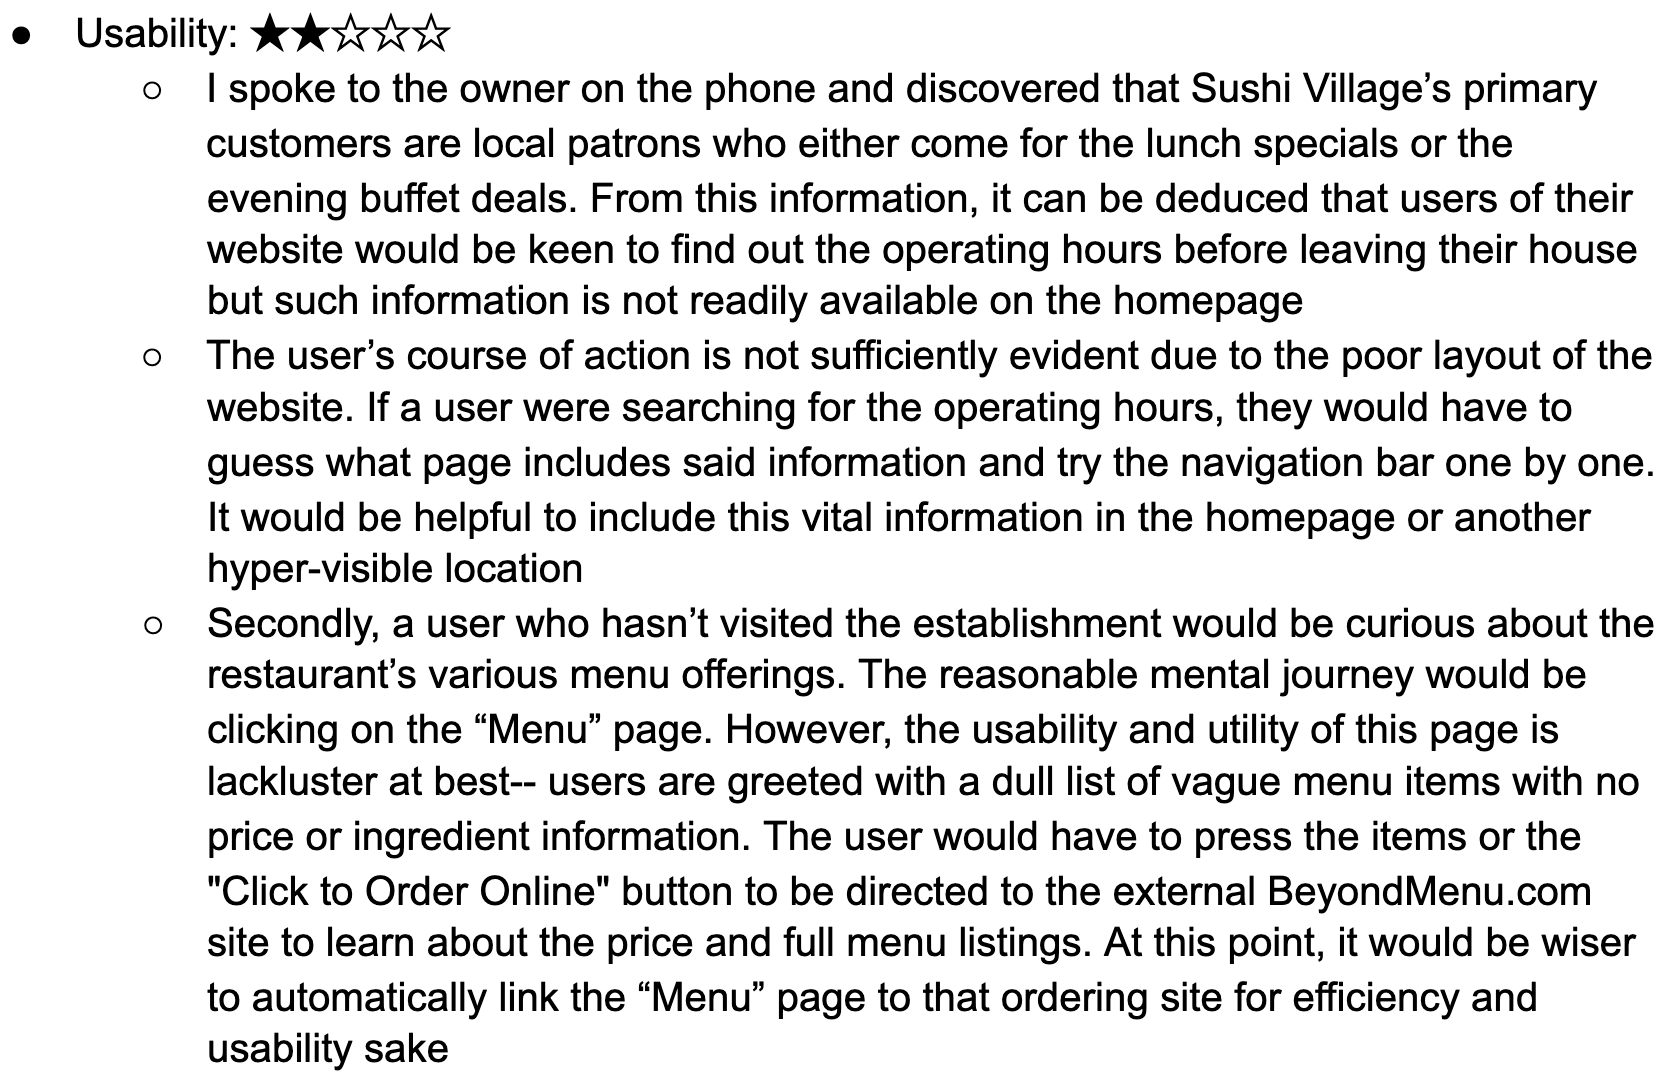 ● Usability: ★★☆☆☆
○ I spoke to the owner on the phone and discovered that Sushi Village’s primary
customers are local patrons who either come for the lunch specials or the
evening buffet deals. From this information, it can be deduced that users of their
website would be keen to find out the operating hours before leaving their house
but such information is not readily available on the homepage
○ The user’s course of action is not sufficiently evident due to the poor layout of the
website. If a user were searching for the operating hours, they would have to
guess what page includes said information and try the navigation bar one by one.
It would be helpful to include this vital information in the homepage or another
hyper-visible location
○ Secondly, a user who hasn’t visited the establishment would be curious about the
restaurant’s various menu offerings. The reasonable mental journey would be
clicking on the “Menu” page. However, the usability and utility of this page is
lackluster at best-- users are greeted with a dull list of vague menu items with no
price or ingredient information. The user would have to press the items or the
"Click to Order Online" button to be directed to the external BeyondMenu.com
site to learn about the price and full menu listings. At this point, it would be wiser
to automatically link the “Menu” page to that ordering site for efficiency and
usability sake